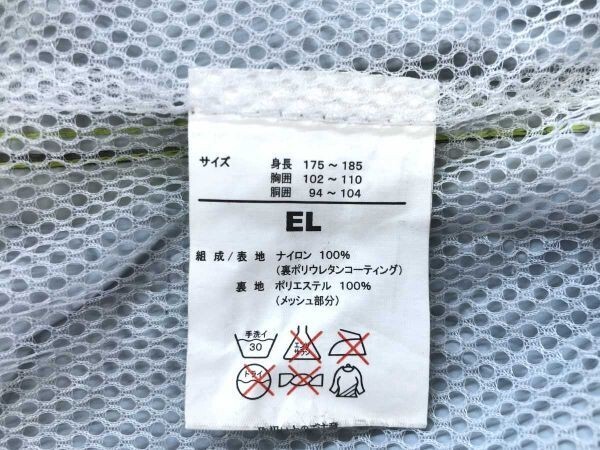 サイズ 身長 175～185
胸囲 102～110
胴囲 94～104
EL
組成/表地 ナイロン 100%
(裏ポリウレタンコーティング)
裏地 ポリエステル 100%
(メッシュ部分)
手洗イ
30
ドライ